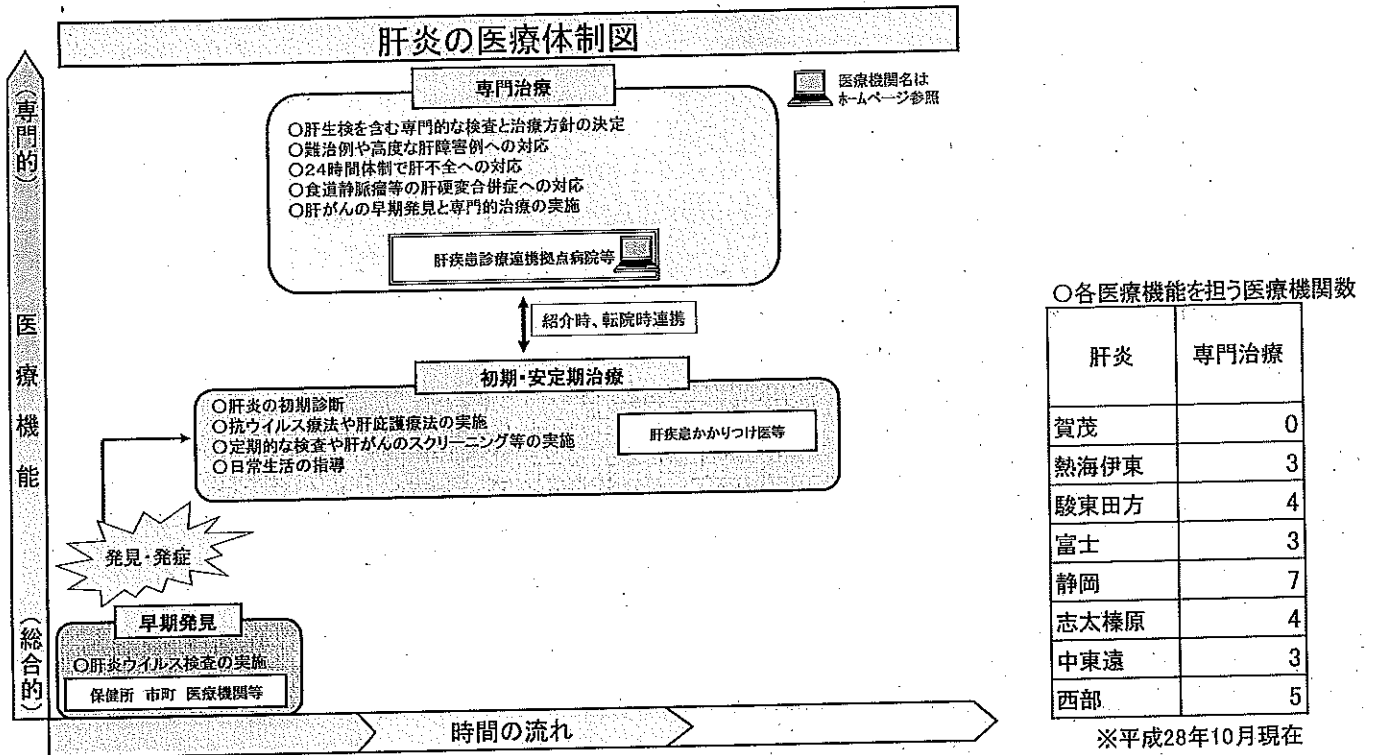 肝炎の医療体制図
医療機関名は
ホームページ参照
(専門的)
医療機能
(総合的)
専門治療
〇肝生検を含む専門的な検査と治療方針の決定
〇難治例や高度な肝障害例への対応
〇24時間体制で肝不全への対応
〇食道静脈瘤等の肝硬変合併症への対応
〇肝がんの早期発見と専門的治療の実施
肝疾患診療連携拠点病院等
紹介時、転院時連携
初期・安定期治療
〇肝炎の初期診断
〇抗ウイルス療法や肝庇護療法の実施
〇定期的な検査や肝がんのスクリーニング等の実施
〇日常生活の指導
肝疾患かかりつけ医等
発見・発症
早期発見
〇肝炎ウイルス検査の実施
保健所 市町 医療機関等
時間の流れ
〇各医療機能を担う医療機関数
肝炎 専門治療
賀茂 0
熱海伊東 3
駿東田方 4
富士 3
静岡 7
志太榛原 4
中東遠 3
西部 5
※平成28年10月現在